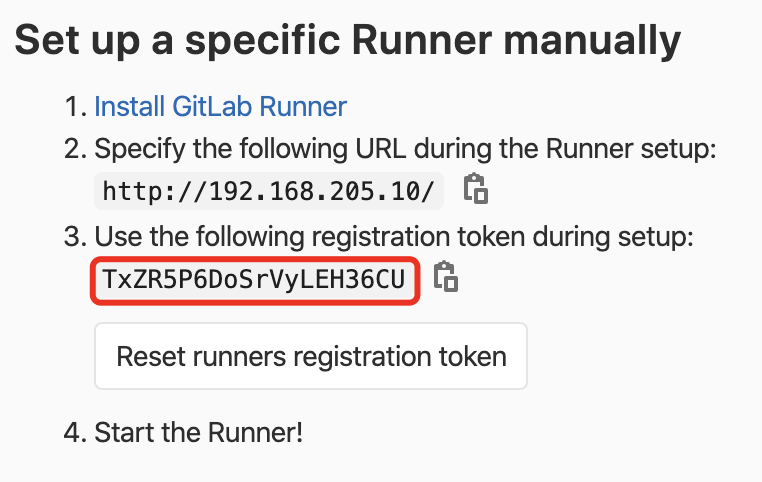 Set up a specific Runner manually
1. Install GitLab Runner
2. Specify the following URL during the Runner setup:
http://192.168.205.10/
3. Use the following registration token during setup:
TxZR5P6DoSrVyLEH36CU
Reset runners registration token
4. Start the Runner!